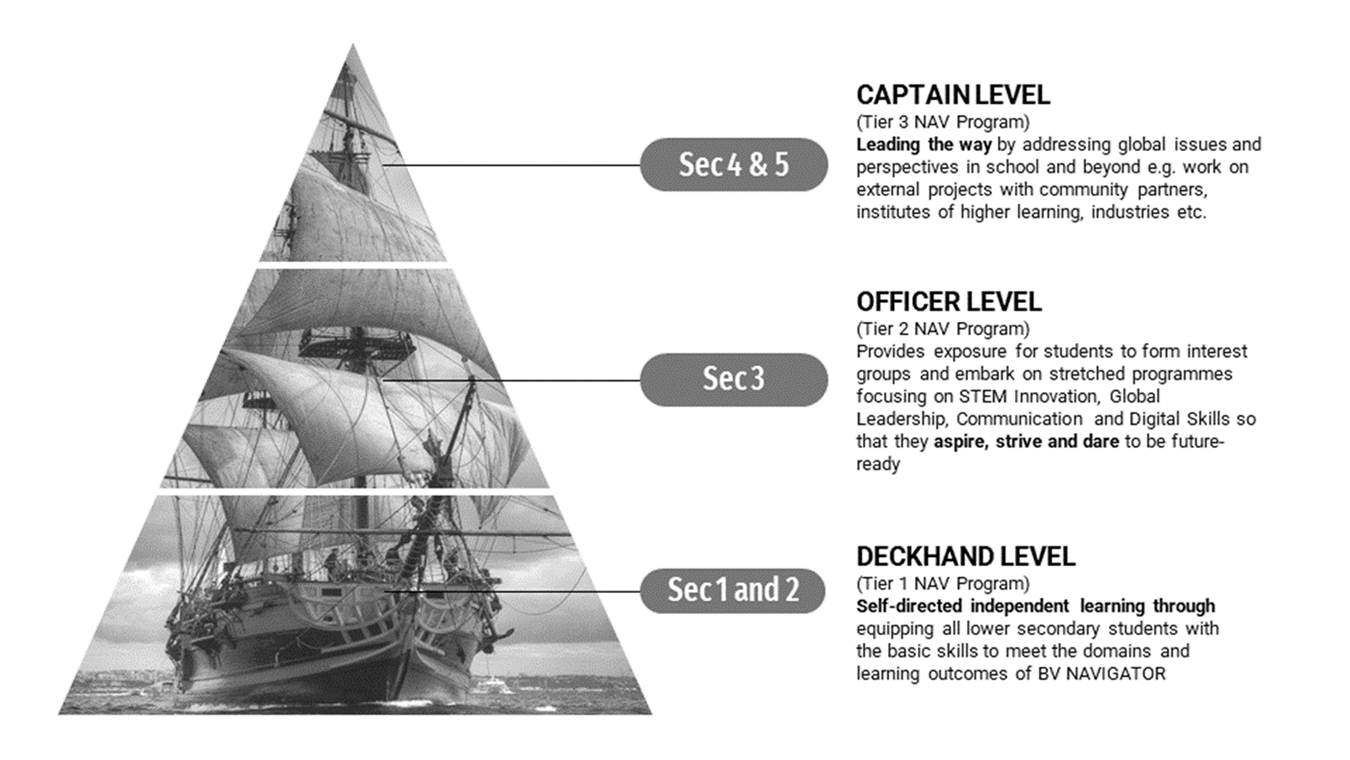 CAPTAIN LEVEL
(Tier 3 NAV Program)
Leading the way by addressing global issues and
perspectives in school and beyond e.g. work on
external projects with community partners,
institutes of higher learning, industries etc.
Sec 4 & 5
OFFICER LEVEL
(Tier 2 NAV Program)
Provides exposure for students to form interest
groups and embark on stretched programmes
focusing on STEM Innovation, Global
Leadership, Communication and Digital Skills so
that they aspire, strive and dare to be future-
ready
Sec 3
DECKHAND LEVEL
(Tier 1 NAV Program)
Self-directed independent learning through
equipping all lower secondary students with
the basic skills to meet the domains and
learning outcomes of BV NAVIGATOR
Sec 1 and 2